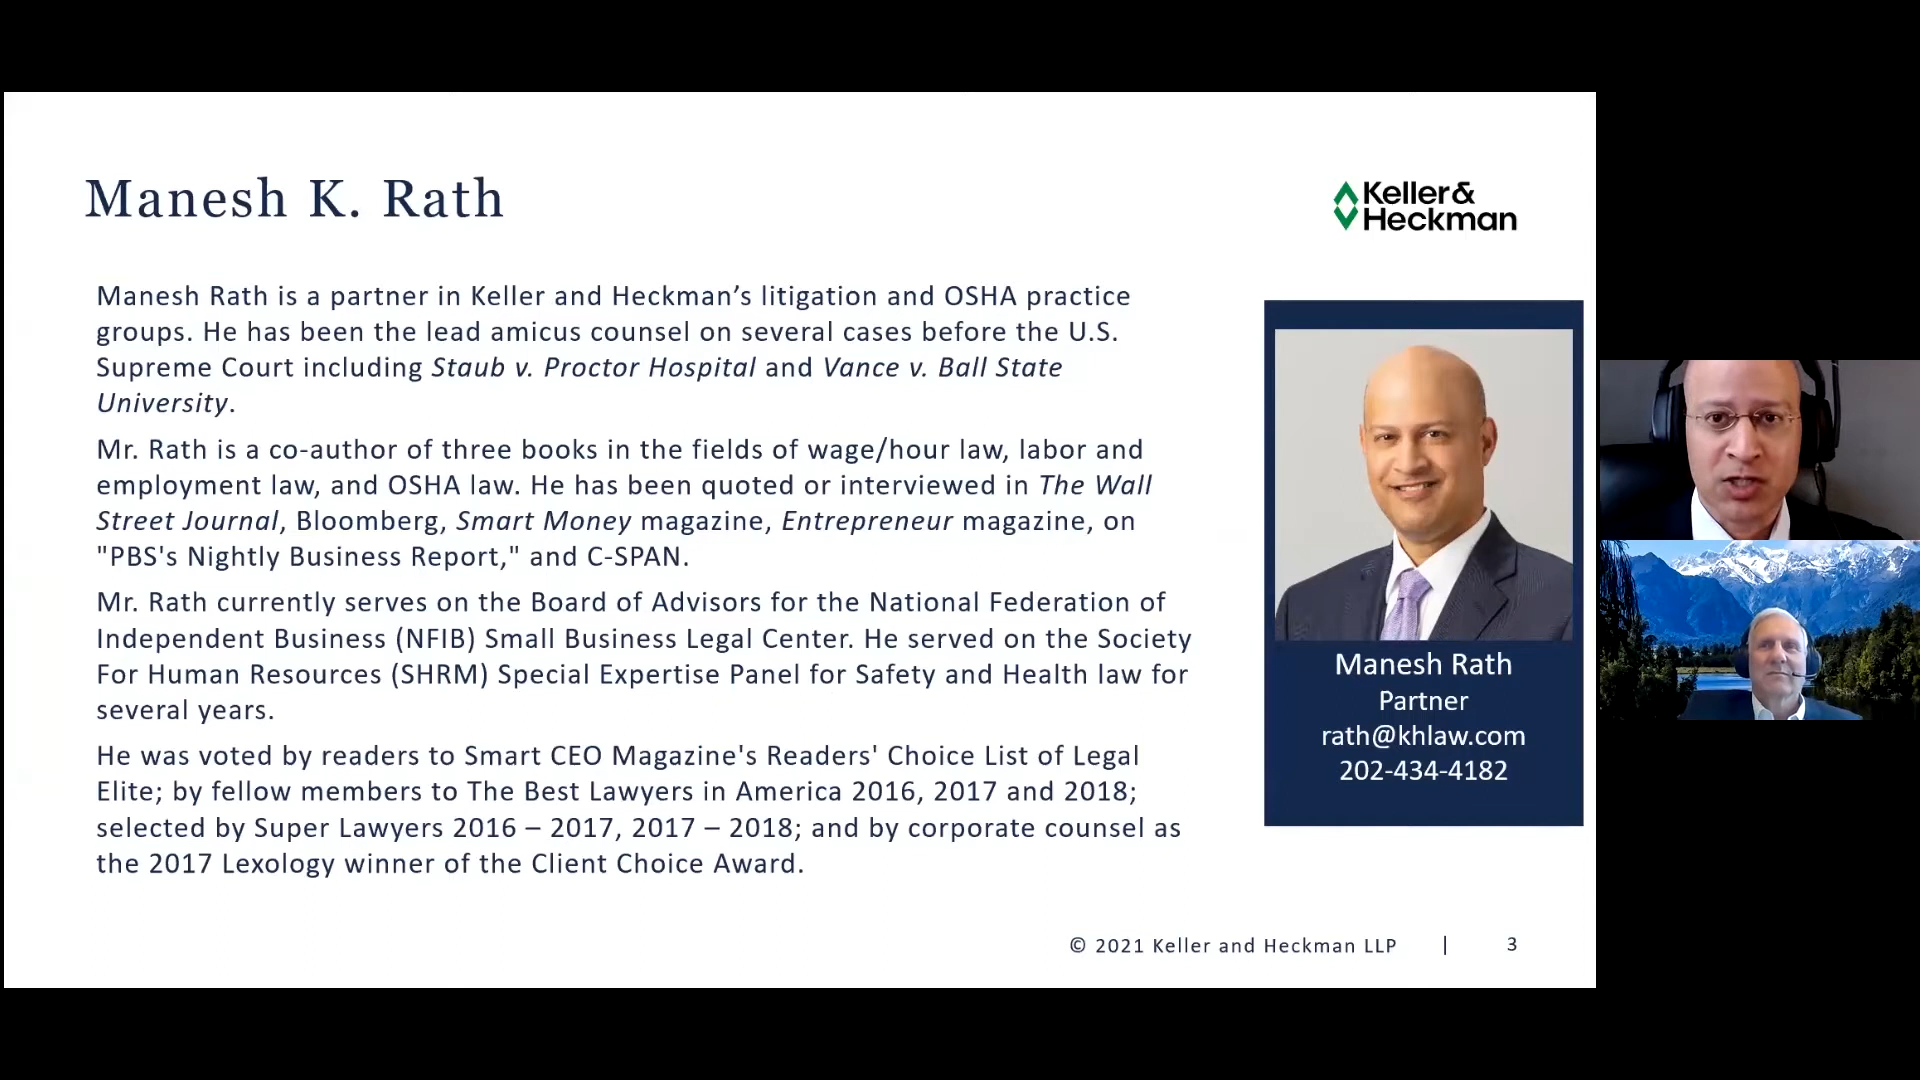 Manesh K. Rath
Keller&
Heckman
Manesh Rath is a partner in Keller and Heckman’s litigation and OSHA practice
groups. He has been the lead amicus counsel on several cases before the U.S.
Supreme Court including Staub v. Proctor Hospital and Vance v. Ball State
University.
Mr. Rath is a co-author of three books in the fields of wage/hour law, labor and
employment law, and OSHA law. He has been quoted or interviewed in The Wall
Street Journal, Bloomberg, Smart Money magazine, Entrepreneur magazine, on
"PBS's Nightly Business Report," and C-SPAN.
Mr. Rath currently serves on the Board of Advisors for the National Federation of
Independent Business (NFIB) Small Business Legal Center. He served on the Society
For Human Resources (SHRM) Special Expertise Panel for Safety and Health law for
several years.
He was voted by readers to Smart CEO Magazine's Readers' Choice List of Legal
Elite; by fellow members to The Best Lawyers in America 2016, 2017 and 2018;
selected by Super Lawyers 2016 – 2017, 2017 – 2018; and by corporate counsel as
the 2017 Lexology winner of the Client Choice Award.
Manesh Rath
Partner
rath@khlaw.com
202-434-4182
© 2021 Keller and Heckman LLP | 3